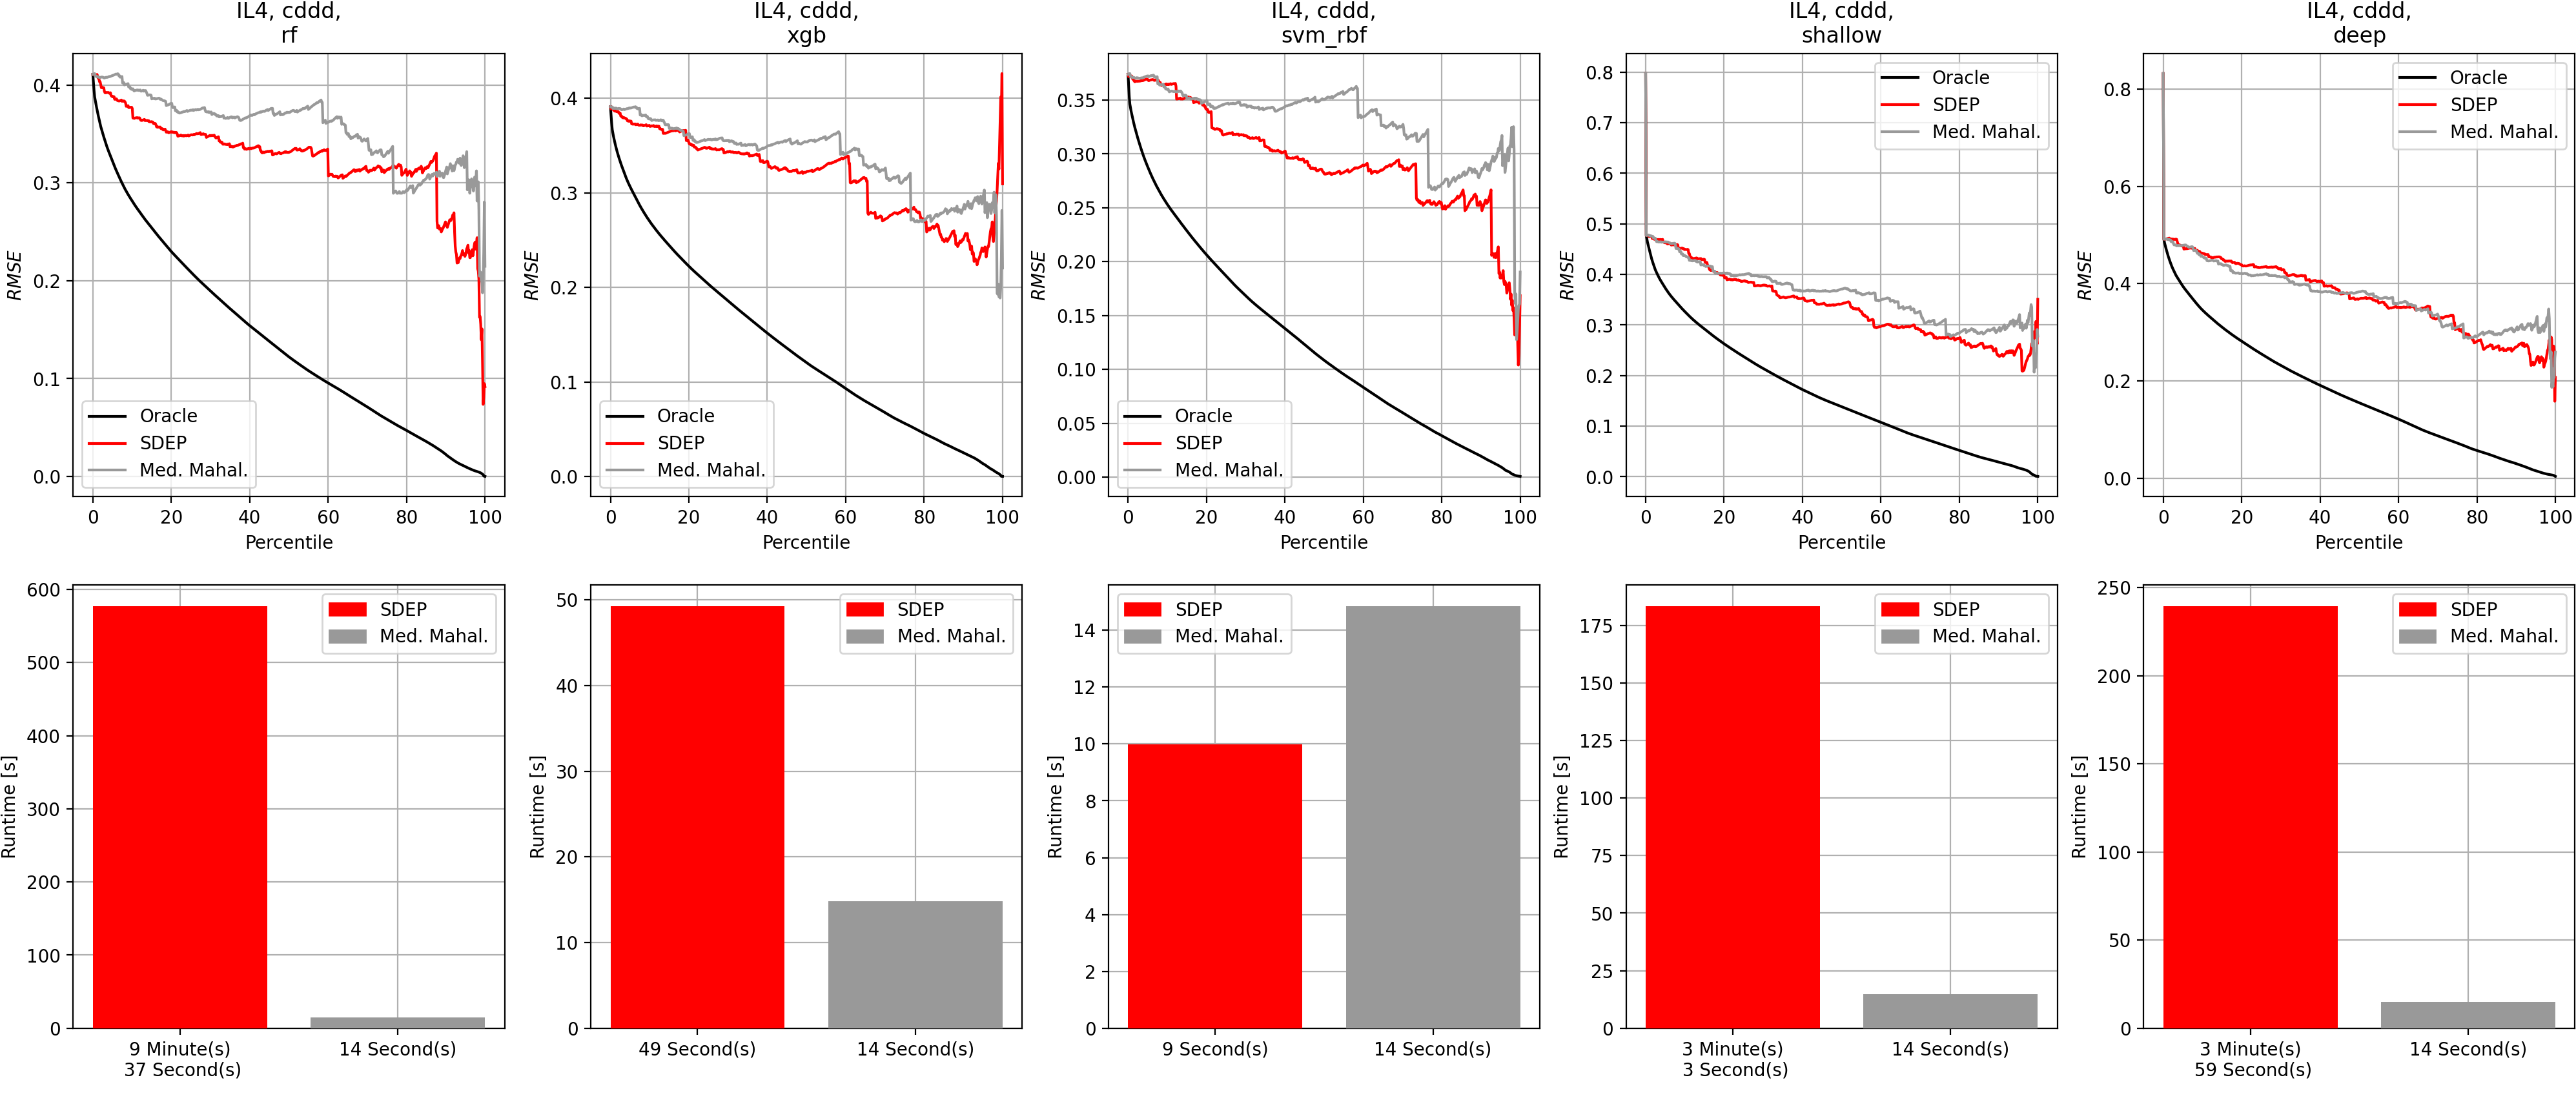 IL4, cddd,
rf
RMSE
0.4
0.3
0.2
0.1
0.0
Oracle
SDEP
Med. Mahal.
0 20 40 60 80 100
Percentile
IL4, cddd,
xgb
RMSE
0.4
0.3
0.2
0.1
0.0
Oracle
SDEP
Med. Mahal.
0 20 40 60 80 100
Percentile
IL4, cddd,
svm_rbf
RMSE
0.35
0.30
0.25
0.20
0.15
0.10
0.05
0.00
Oracle
SDEP
Med. Mahal.
0 20 40 60 80 100
Percentile
IL4, cddd,
shallow
RMSE
0.8
0.7
0.6
0.5
0.4
0.3
0.2
0.1
0.0
Oracle
SDEP
Med. Mahal.
0 20 40 60 80 100
Percentile
IL4, cddd,
deep
RMSE
0.8
0.6
0.4
0.2
0.0
Oracle
SDEP
Med. Mahal.
0 20 40 60 80 100
Percentile
Runtime [s]
600
500
400
300
200
100
0
SDEP
Med. Mahal.
9 Minute(s)
37 Second(s)
14 Second(s)
Runtime [s]
50
40
30
20
10
0
SDEP
Med. Mahal.
49 Second(s)
14 Second(s)
Runtime [s]
14
12
10
8
6
4
2
0
SDEP
Med. Mahal.
9 Second(s)
14 Second(s)
Runtime [s]
175
150
125
100
75
50
25
0
SDEP
Med. Mahal.
3 Minute(s)
3 Second(s)
14 Second(s)
Runtime [s]
250
200
150
100
50
0
SDEP
Med. Mahal.
3 Minute(s)
59 Second(s)
14 Second(s)